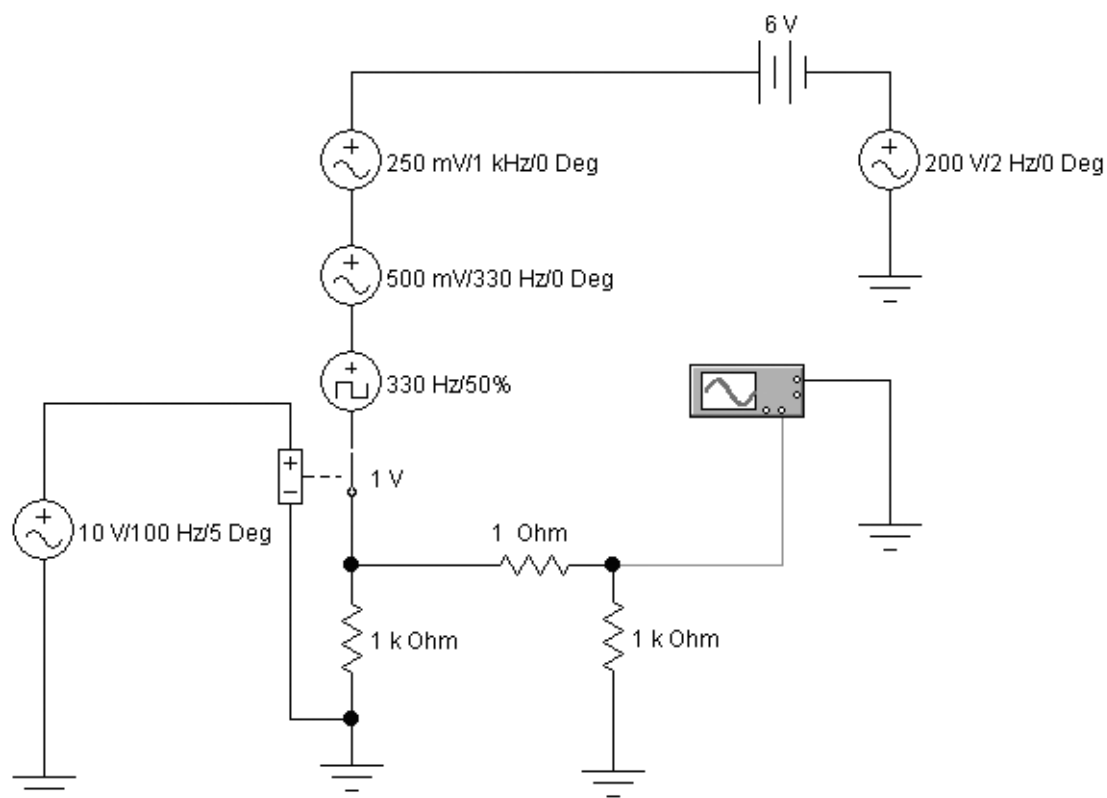 6 V
250 mV/1 kHz/0 Deg
200 V/2 Hz/0 Deg
500 mV/330 Hz/0 Deg
330 Hz/50%
1 V
10 V/100 Hz/5 Deg
1 Ohm
1 k Ohm
1 k Ohm